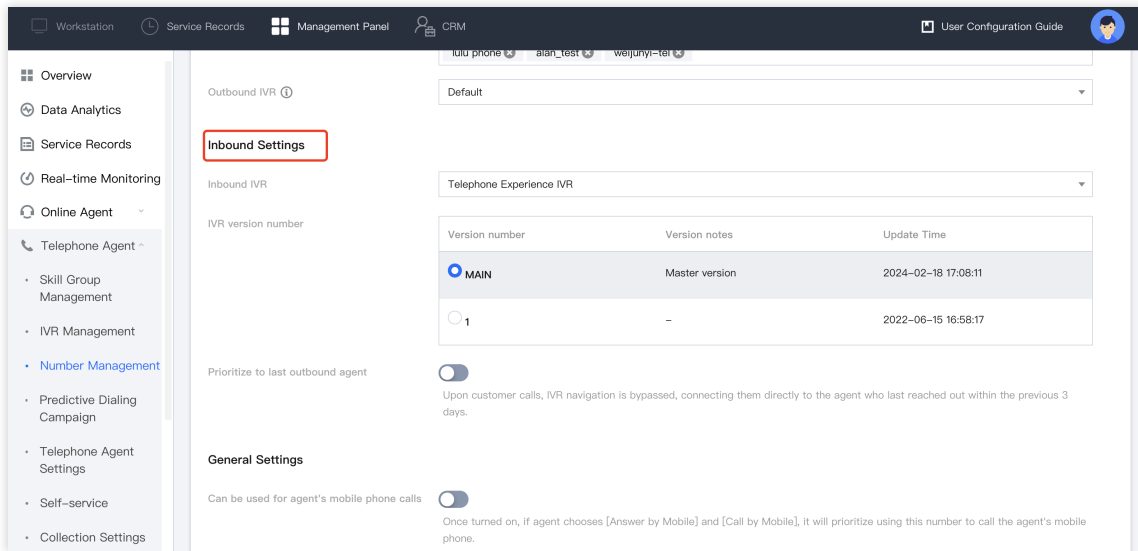 Workstation
Service Records
Management Panel
CRM
User Configuration Guide
Overview
Data Analytics
Service Records
Real-time Monitoring
Online Agent
Telephone Agent
Skill Group
Management
IVR Management
Number Management
Predictive Dialing
Campaign
Telephone Agent
Settings
Self-service
Collection Settings
lulu phone alan_test weijunyi-tel
Outbound IVR Default
Inbound Settings
Inbound IVR Telephone Experience IVR
IVR version number
Version number Version notes Update Time
MAIN Master version 2024-02-18 17:08:11
1 – 2022-06-15 16:58:17
Prioritize to last outbound agent
Upon customer calls, IVR navigation is bypassed, connecting them directly to the agent who last reached out within the previous 3
days.
General Settings
Can be used for agent's mobile phone calls
Once turned on, if agent chooses [Answer by Mobile] and [Call by Mobile], it will prioritize using this number to call the agent's mobile
phone.